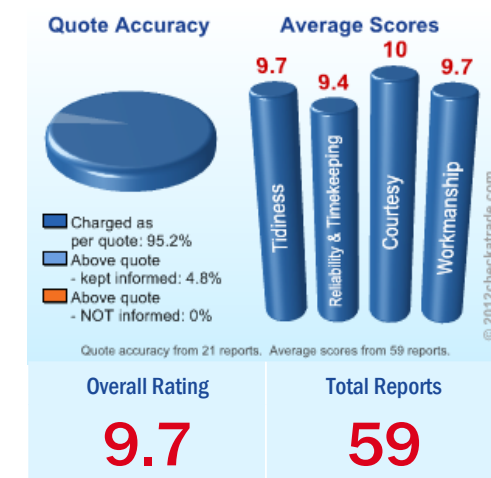 Quote Accuracy
Charged as
per quote: 95.2%
Above quote
- kept informed: 4.8%
Above quote
- NOT informed: 0%
Average Scores
9.7
9.4
10
9.7
Tidiness
Reliability & Timekeeping
Courtesy
Workmanship
© 2012checkatrade.com
Quote accuracy from 21 reports. Average scores from 59 reports.
Overall Rating
9.7
Total Reports
59